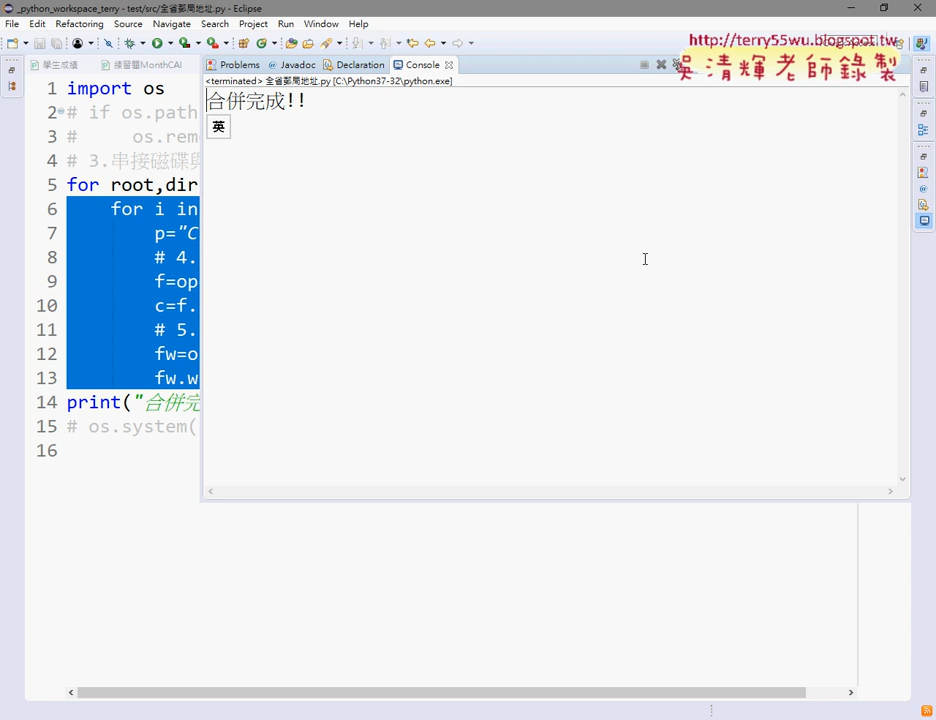 _python_workspace_terry - test/src/全省郵局地址.py - Eclipse
File Edit Refactoring Source Navigate Search Project Run Window Help
http://terry55wu.blogspot.tw
吳清輝老師錄製
學生成績 練習題MonthCAl Problems Javadoc Declaration Console
<terminated> 全省郵局地址.py [C:\Python37-32\python.exe]
合併完成!!
英
1 import os
2 # if os.path
3 # os.rem
4 # 3.串接磁碟與
5 for root,dir
6 for i in
7 p="C
8 # 4.
9 f=op
10 c=f.
11 # 5.
12 fw=o
13 fw.w
14 print("合併完
15 # os.system(
16